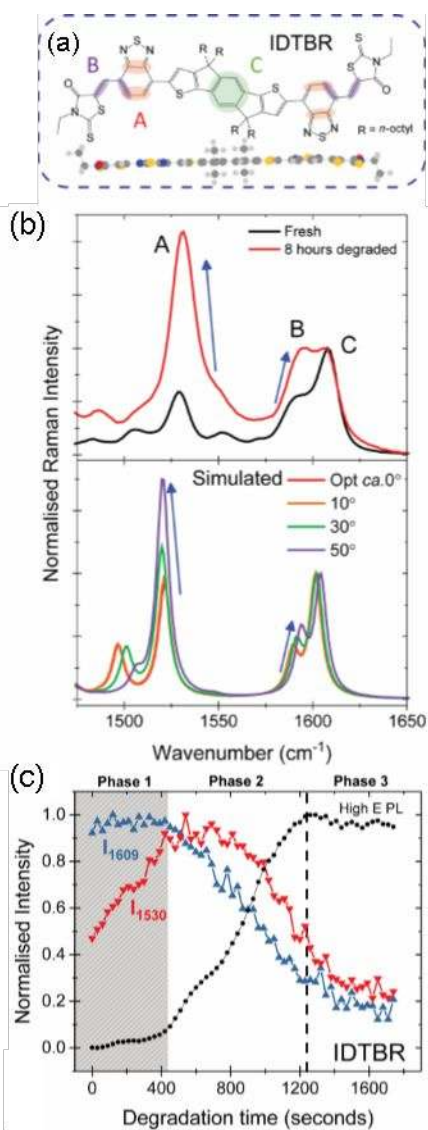 (a) IDTBR
N S N R R S
B C S N
O S S O
N S R R N N
S A S R = n-octyl
(b)
A
Fresh
8 hours degraded
B
C
Simulated
Opt ca.0°
10°
30°
50°
Normalised Raman Intensity
1500 1550 1600 1650
Wavenumber (cm⁻¹)
(c)
Phase 1 Phase 2 Phase 3
High E PL
1.0
I₁₆₀₉
0.8
I₁₅₃₀
0.6
0.4
0.2
0.0
IDTBR
Normalised Intensity
0 400 800 1200 1600
Degradation time (seconds)